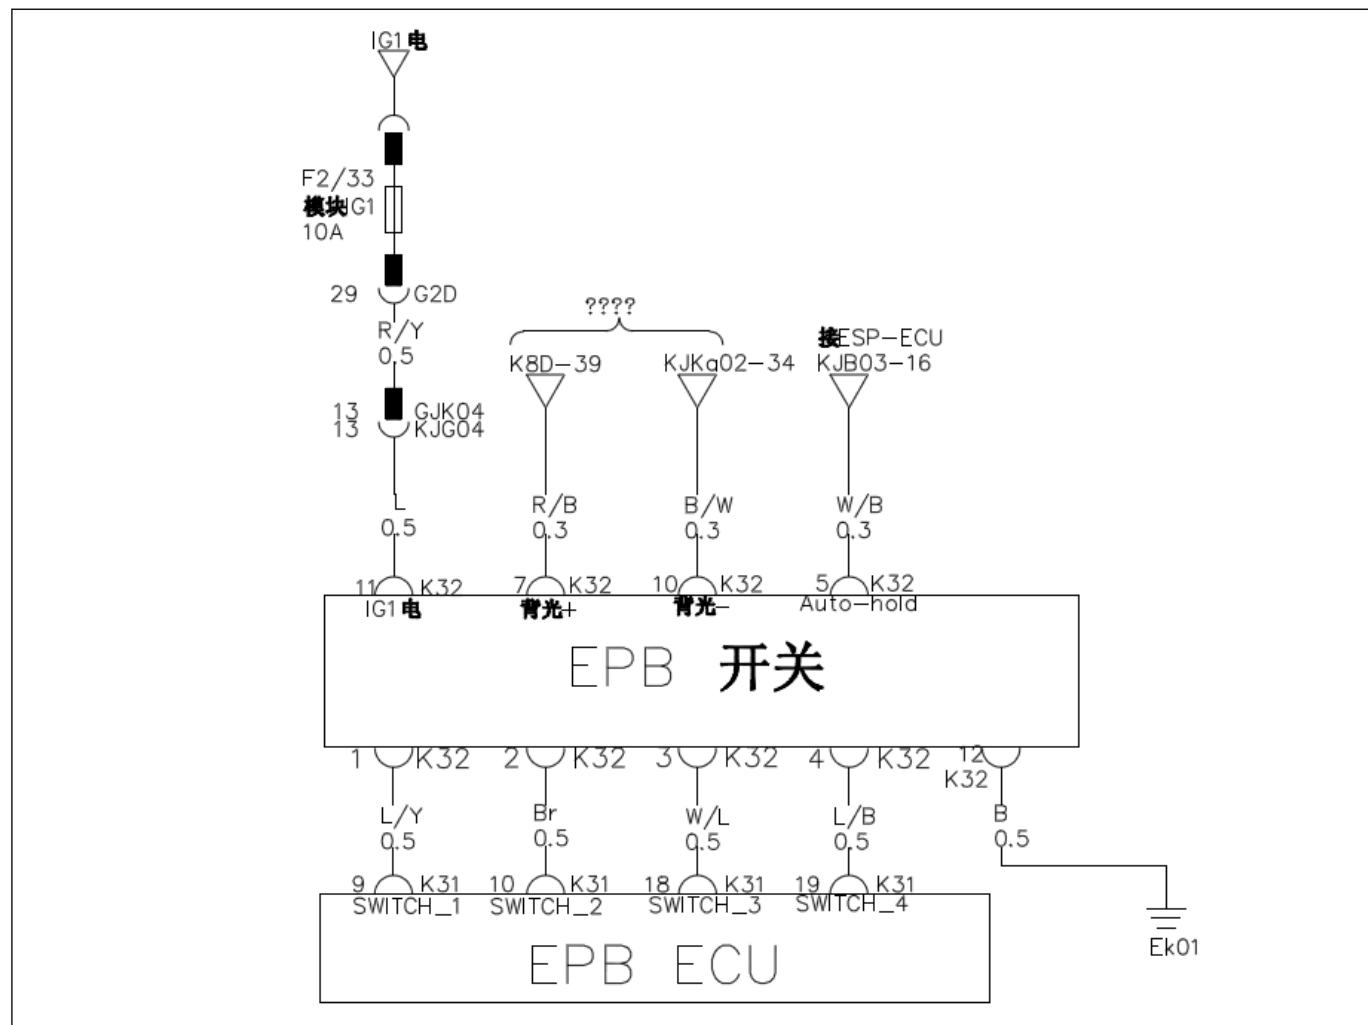 IG1电
F2/33
模块IG1
10A
29 G2D
R/Y
0.5
????
K8D-39 KJKa02-34
接ESP-ECU
KJB03-16
13 GJK04
13 KJG04
L
0.5
R/B
0.3
B/W
0.3
W/B
0.3
11 K32 7 K32 10 K32 5 K32
IG1电 背光+ 背光- Auto-hold
EPB 开关
1 K32 2 K32 3 K32 4 K32 12
K32
L/Y
0.5
Br
0.5
W/L
0.5
L/B
0.5
B
0.5
9 K31 10 K31 18 K31 19 K31
SWITCH_1 SWITCH_2 SWITCH_3 SWITCH_4
EPB ECU
Ek01